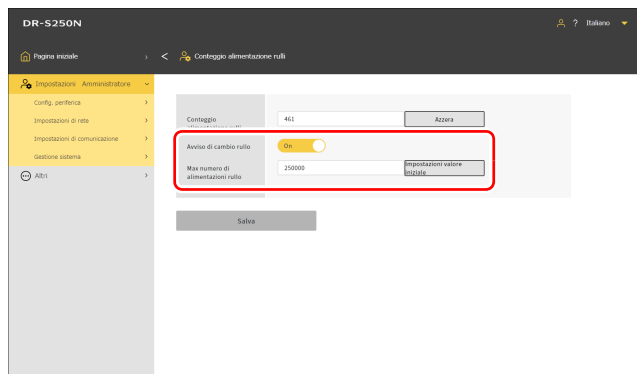 DR-S250N
? Italiano
Pagina iniziale
< Conteggio alimentazione rulli
Impostazioni Amministratore
Config. periferica
Impostazioni di rete
Impostazioni di comunicazione
Gestione sistema
Altri
Conteggio
alimentazione rulli
461
Azzera
Avviso di cambio rullo
On
Max numero di
alimentazioni rullo
250000
Impostazioni valore
iniziale
Salva